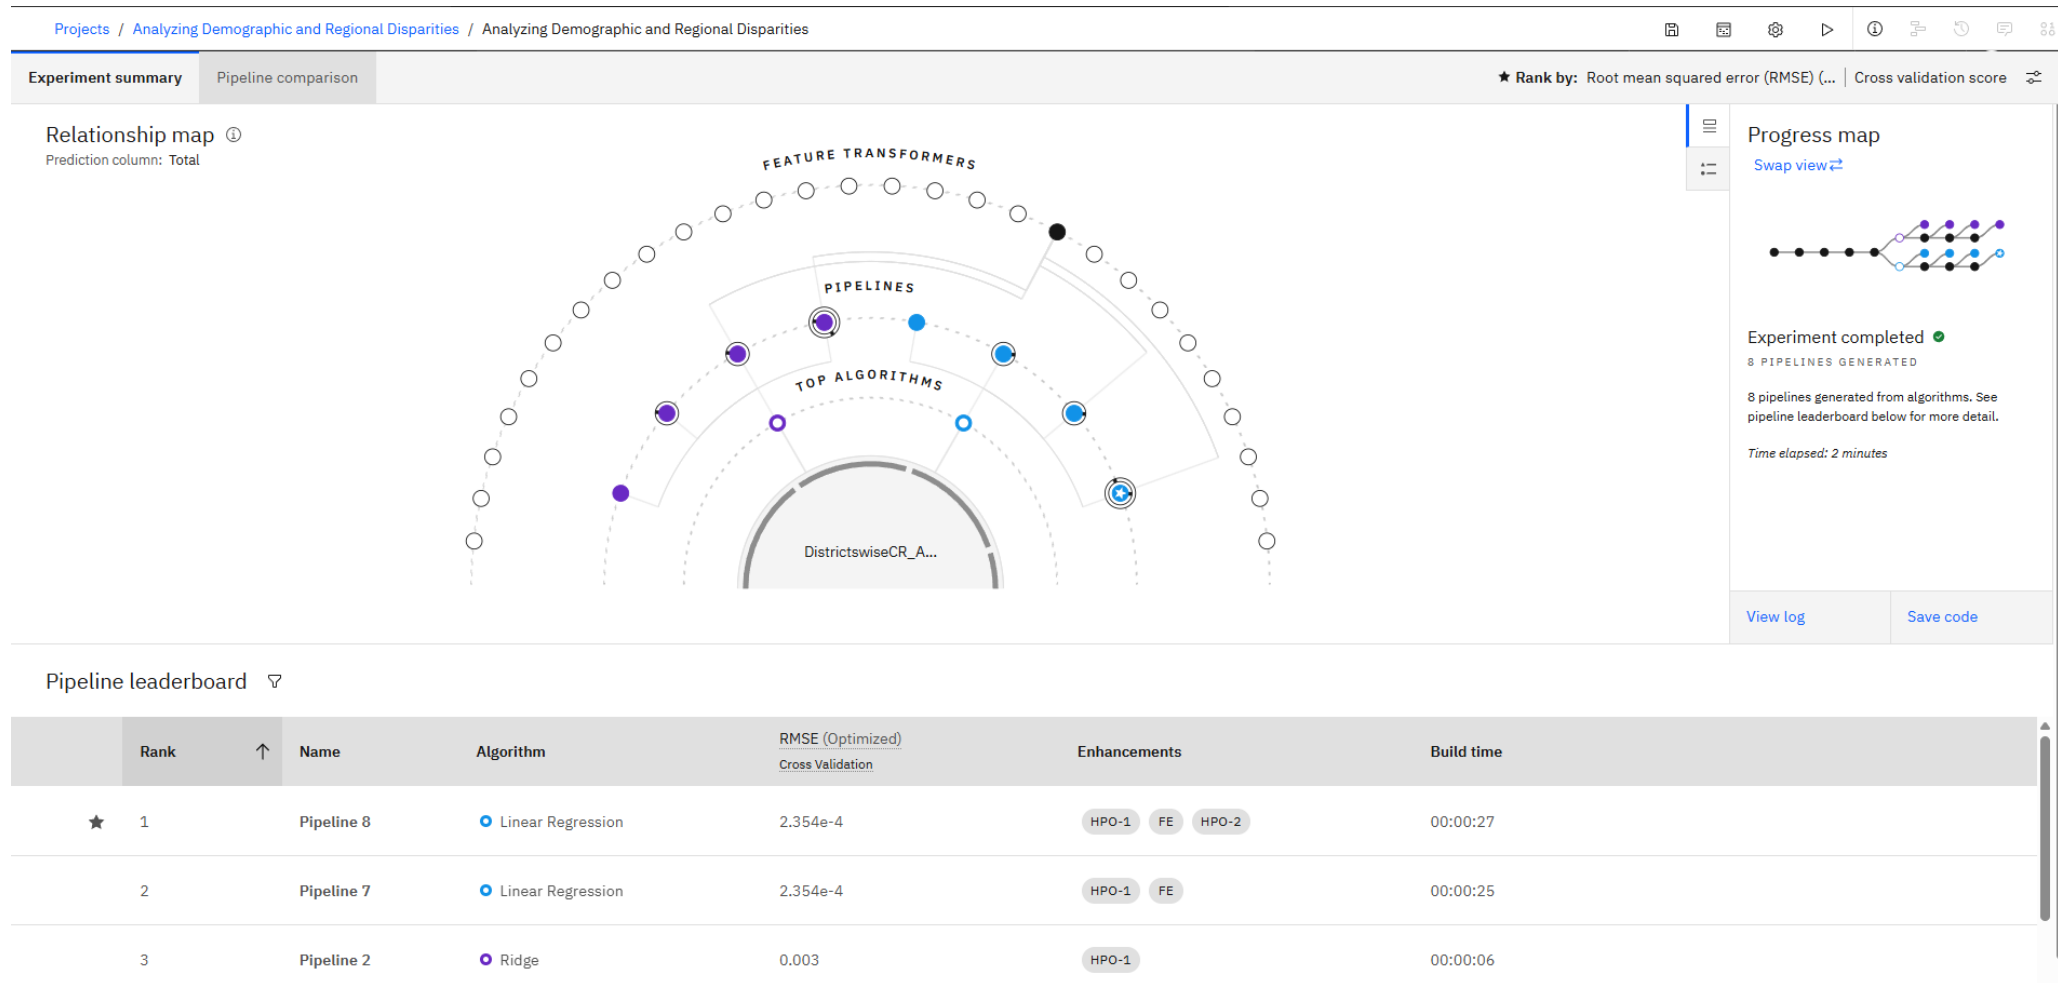 Projects / Analyzing Demographic and Regional Disparities / Analyzing Demographic and Regional Disparities
Experiment summary Pipeline comparison
Rank by: Root mean squared error (RMSE) (... | Cross validation score
Relationship map
Prediction column: Total
FEATURE TRANSFORMERS
PIPELINES
TOP ALGORITHMS
DistrictswiseCR_A...
Progress map
Swap view
Experiment completed
8 PIPELINES GENERATED
8 pipelines generated from algorithms. See
pipeline leaderboard below for more detail.
Time elapsed: 2 minutes
View log Save code
Pipeline leaderboard
Rank Name Algorithm RMSE (Optimized) Enhancements Build time
Cross Validation
1 Pipeline 8 Linear Regression 2.354e-4 HPO-1 FE HPO-2 00:00:27
2 Pipeline 7 Linear Regression 2.354e-4 HPO-1 FE 00:00:25
3 Pipeline 2 Ridge 0.003 HPO-1 00:00:06